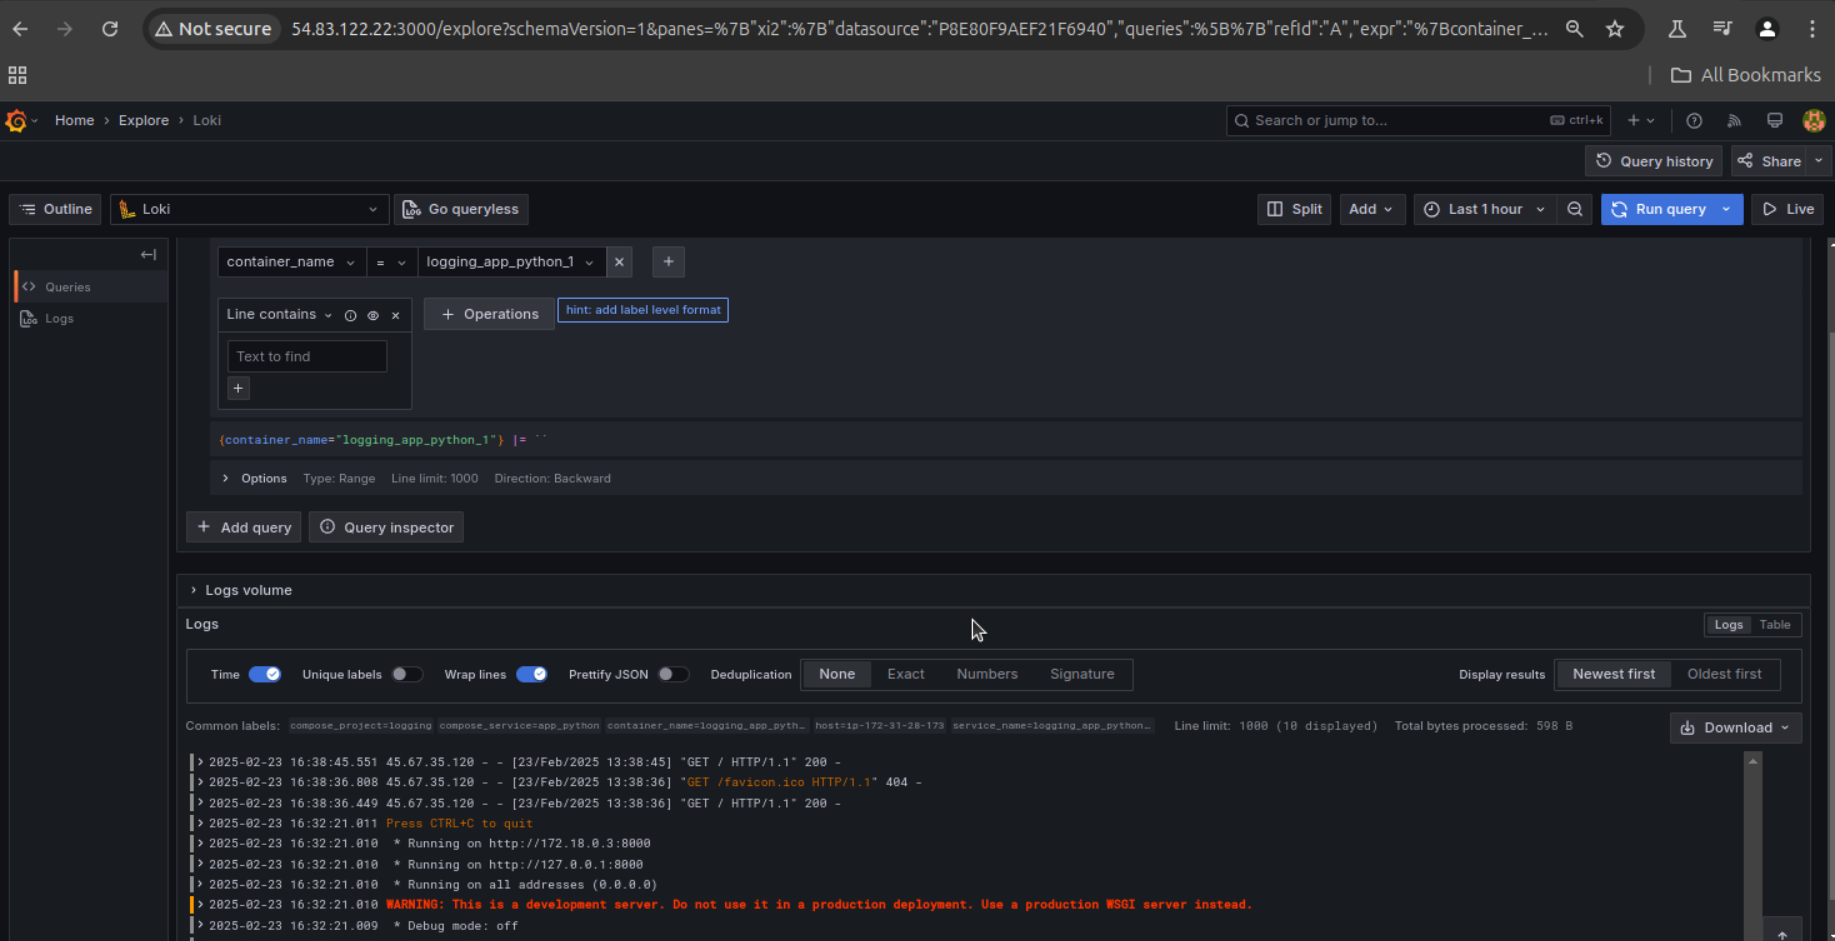 Not secure 54.83.122.22:3000/explore?schemaVersion=1&panes=%7B"xi2":%7B"datasource":"P8E80F9AEF21F6940","queries":%5B%7B"refId":"A","expr":"%7Bcontainer_...
All Bookmarks
Home › Explore › Loki
Search or jump to... ctrl+k
Query history Share
Outline Loki Go queryless Split Add Last 1 hour Run query Live
container_name = logging_app_python_1 × +
Queries
Logs
Line contains × + Operations hint: add label level format
Text to find
+
{container_name="logging_app_python_1"} |= ``
› Options Type: Range Line limit: 1000 Direction: Backward
+ Add query Query inspector
› Logs volume
Logs Logs Table
Time Unique labels Wrap lines Prettify JSON Deduplication None Exact Numbers Signature Display results Newest first Oldest first
Common labels: compose_project=logging compose_service=app_python container_name=logging_app_pyth… host=ip-172-31-28-173 service_name=logging_app_python… Line limit: 1000 (10 displayed) Total bytes processed: 598 B Download
> 2025-02-23 16:38:45.551 45.67.35.120 - - [23/Feb/2025 13:38:45] "GET / HTTP/1.1" 200 -
> 2025-02-23 16:38:36.808 45.67.35.120 - - [23/Feb/2025 13:38:36] "GET /favicon.ico HTTP/1.1" 404 -
> 2025-02-23 16:38:36.449 45.67.35.120 - - [23/Feb/2025 13:38:36] "GET / HTTP/1.1" 200 -
> 2025-02-23 16:32:21.011 Press CTRL+C to quit
> 2025-02-23 16:32:21.010 * Running on http://172.18.0.3:8000
> 2025-02-23 16:32:21.010 * Running on http://127.0.0.1:8000
> 2025-02-23 16:32:21.010 * Running on all addresses (0.0.0.0)
> 2025-02-23 16:32:21.010 WARNING: This is a development server. Do not use it in a production deployment. Use a production WSGI server instead.
> 2025-02-23 16:32:21.009 * Debug mode: off